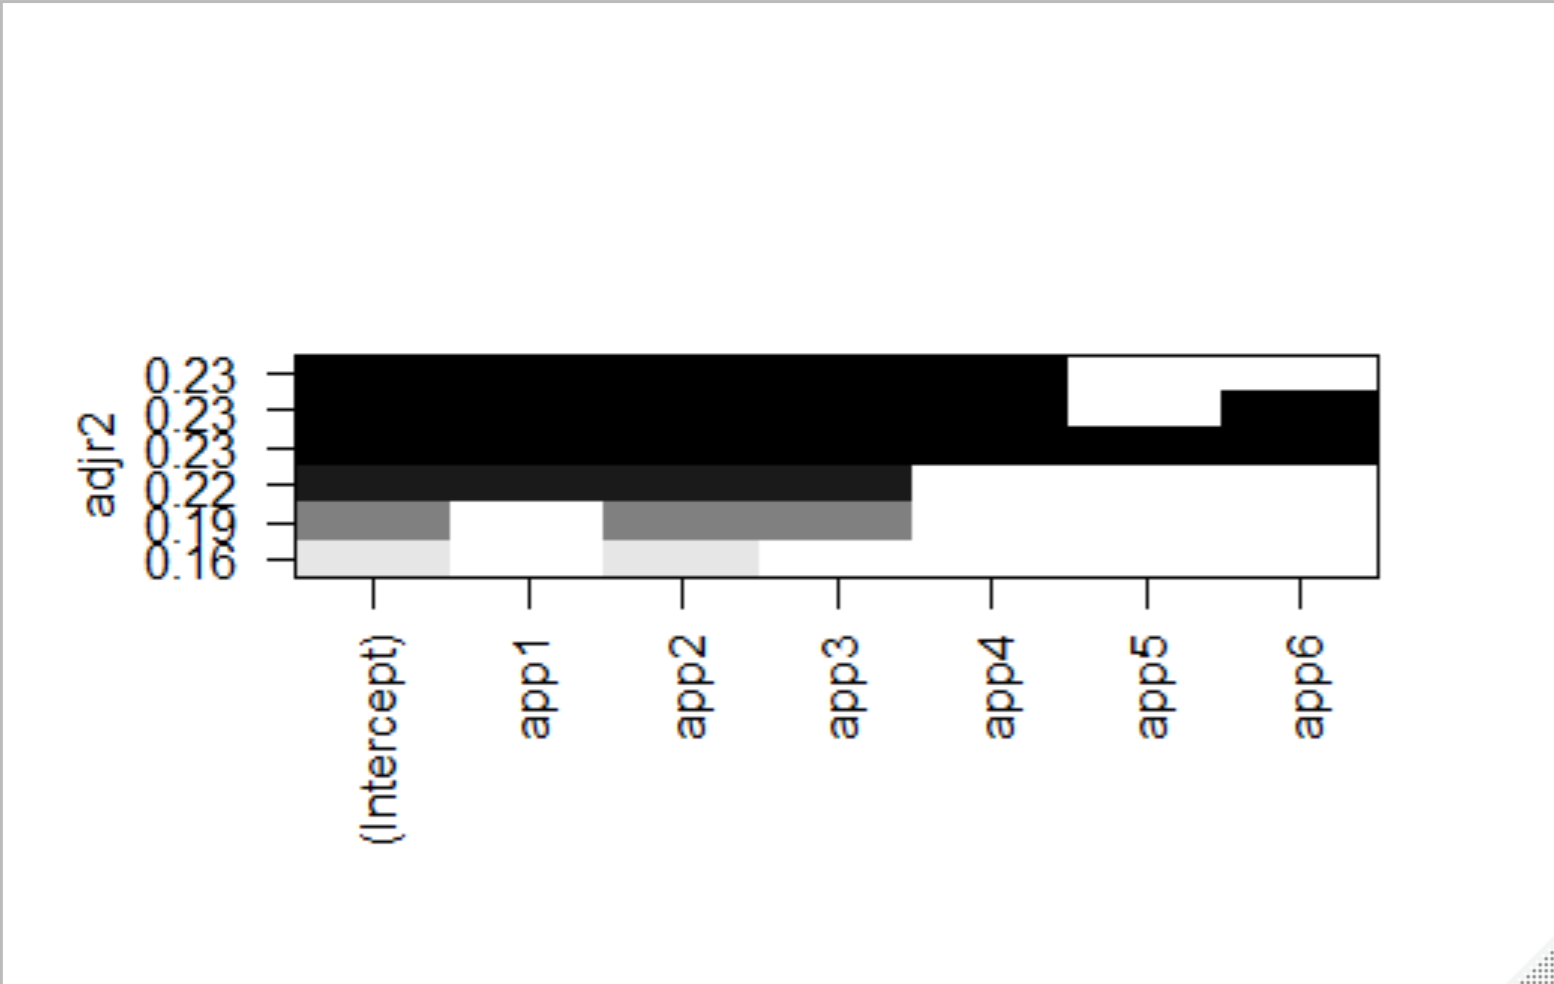 adjr2
0.23
0.23
0.23
0.22
0.19
0.16
(Intercept)
app1
app2
app3
app4
app5
app6